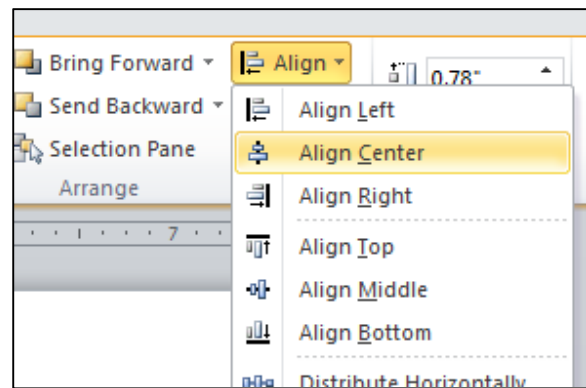 Bring Forward
Align
0.78"
Send Backward
Align Left
Selection Pane
Align Center
Arrange
Align Right
7
Align Top
Align Middle
Align Bottom
Distribute Horizontally